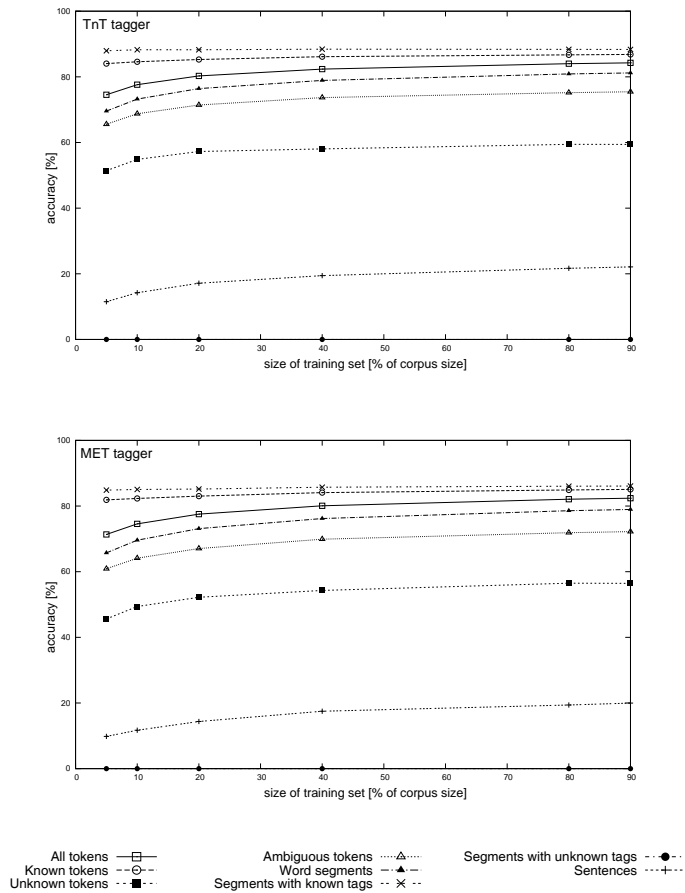 TnT tagger
100
80
60
40
20
0
accuracy [%]
0 10 20 30 40 50 60 70 80 90
size of training set [% of corpus size]
MET tagger
100
80
60
40
20
0
accuracy [%]
0 10 20 30 40 50 60 70 80 90
size of training set [% of corpus size]
All tokens
Known tokens
Unknown tokens
Ambiguous tokens
Word segments
Segments with known tags
Segments with unknown tags
Sentences